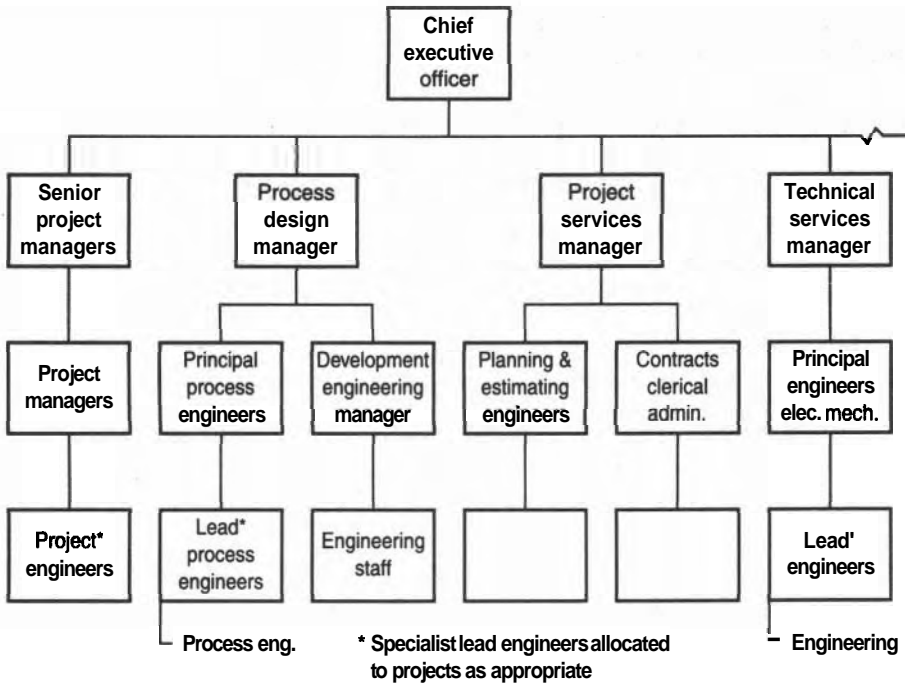 Chief
executive
officer
Senior
project
managers
Process
design
manager
Project
services
manager
Technical
services
manager
Project
managers
Principal
process
engineers
Development
engineering
manager
Planning &
estimating
engineers
Contracts
clerical
admin.
Principal
engineers
elec. mech.
Project*
engineers
Lead*
process
engineers
Engineering
staff
Lead'
engineers
Process eng.
* Specialist lead engineers allocated
to projects as appropriate
Engineering